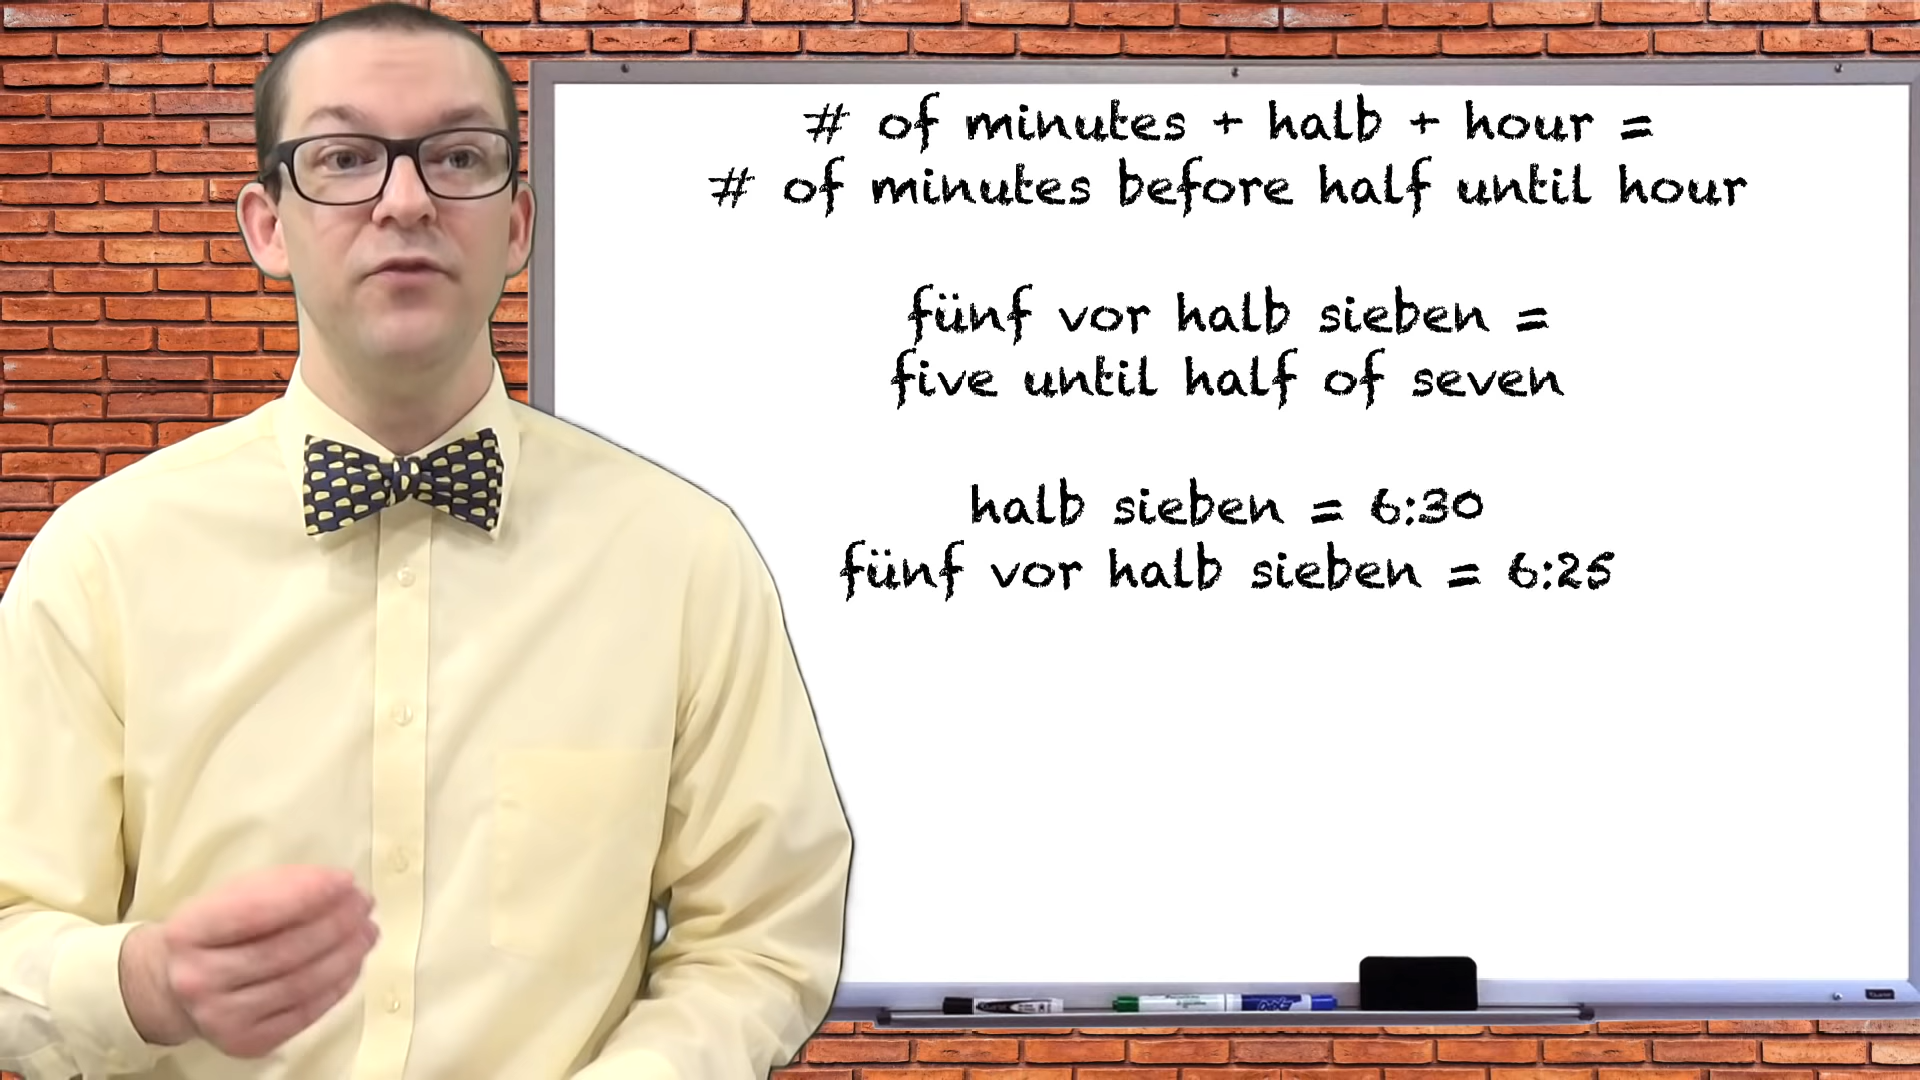 # of minutes + halb + hour =
# of minutes before half until hour
fünf vor halb sieben =
five until half of seven
halb sieben = 6:30
fünf vor halb sieben = 6:25